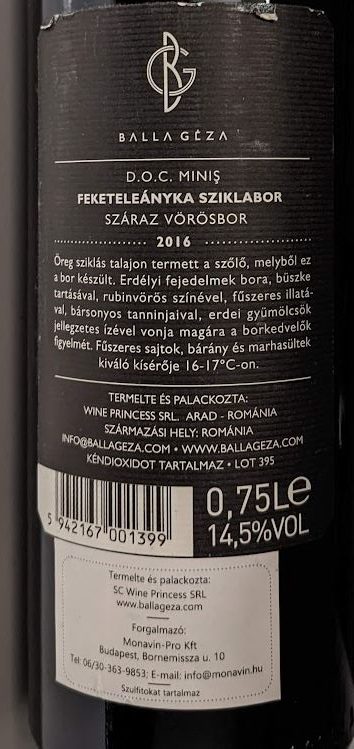 BALLA GÉZA
D.O.C. MINIȘ
FEKETELEÁNYKA SZIKLABOR
SZÁRAZ VÖRÖSBOR
2016
Öreg sziklás talajon termett a szőlő, melyből ez
a bor készült. Erdélyi fejedelmek bora, büszke
tartásával, rubinvörös színével, fűszeres illatá-
val, bársonyos tanninjaival, erdei gyümölcsök
jellegzetes ízével vonja magára a borkedvelők
figyelmét. Fűszeres sajtok, bárány és marhasültek
kiváló kísérője 16-17°C-on.
TERMELTE ÉS PALACKOZTA:
WINE PRINCESS SRL. ARAD - ROMÁNIA
SZÁRMAZÁSI HELY: ROMÁNIA
INFO@BALLAGEZA.COM • WWW.BALLAGEZA.COM
KÉNDIOXIDOT TARTALMAZ • LOT 395
5 942167 001399
0,75L℮
14,5%VOL
Termelte és palackozta:
SC Wine Princess SRL
www.ballageza.com
Forgalmazó:
Monavin-Pro Kft
Budapest, Bornemissza u. 10
Tel: 06/30-363-9853; E-mail: info@monavin.hu
Szulfitokat tartalmaz